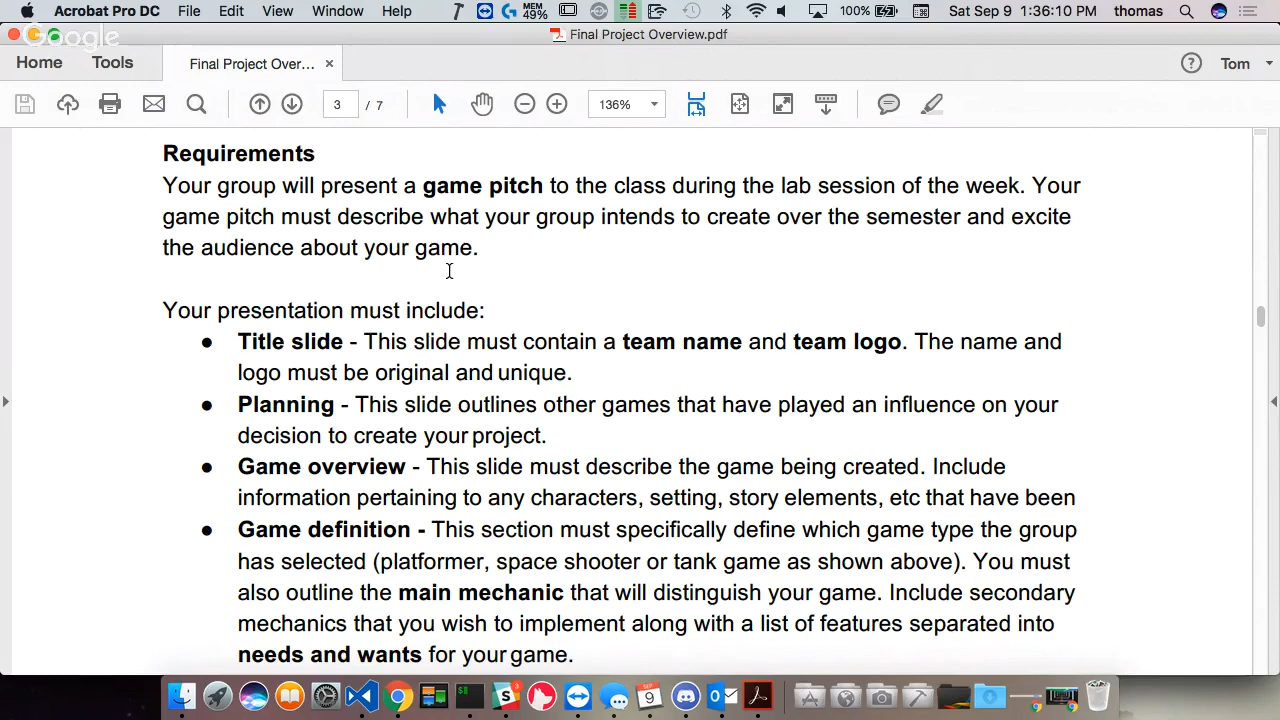 Acrobat Pro DC File Edit View Window Help MEM 49% 100% Sat Sep 9 1:36:10 PM thomas
Google
Final Project Overview.pdf
Home Tools Final Project Over... × Tom
3 / 7 136%
Requirements
Your group will present a game pitch to the class during the lab session of the week. Your
game pitch must describe what your group intends to create over the semester and excite
the audience about your game.
Your presentation must include:
● Title slide - This slide must contain a team name and team logo. The name and
logo must be original and unique.
● Planning - This slide outlines other games that have played an influence on your
decision to create your project.
● Game overview - This slide must describe the game being created. Include
information pertaining to any characters, setting, story elements, etc that have been
● Game definition - This section must specifically define which game type the group
has selected (platformer, space shooter or tank game as shown above). You must
also outline the main mechanic that will distinguish your game. Include secondary
mechanics that you wish to implement along with a list of features separated into
needs and wants for your game.
9